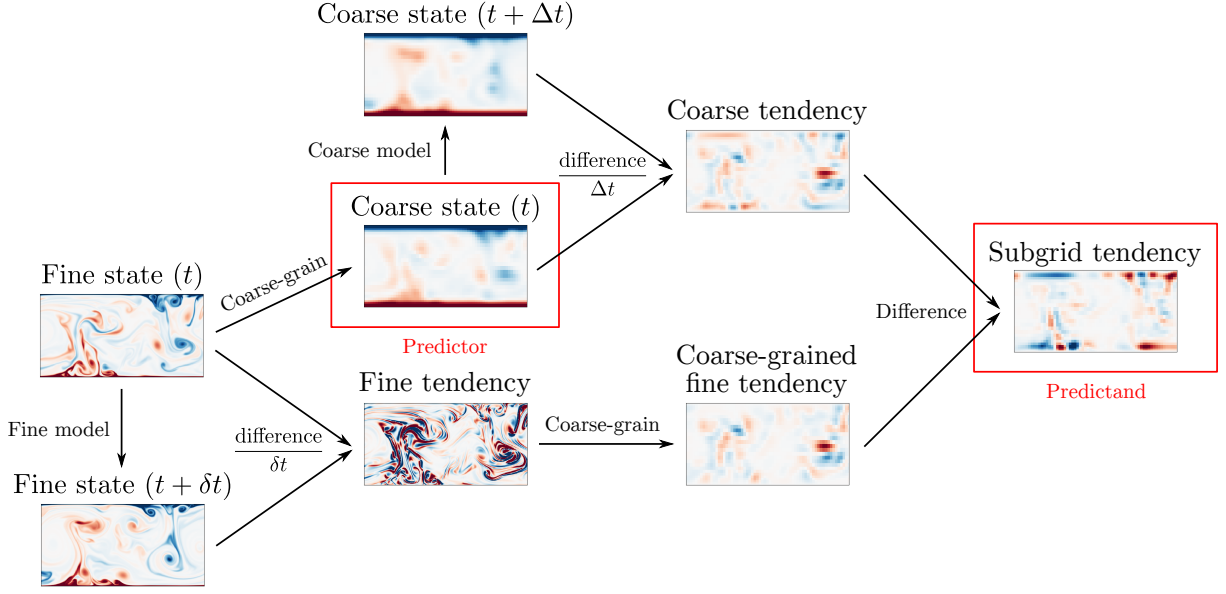 Coarse state (t + Δt)
Coarse model
Coarse state (t)
Predictor
difference
Δt
Coarse tendency
Fine state (t)
Coarse-grain
Fine model
Fine state (t + δt)
difference
δt
Fine tendency
Coarse-grain
Coarse-grained
fine tendency
Difference
Subgrid tendency
Predictand